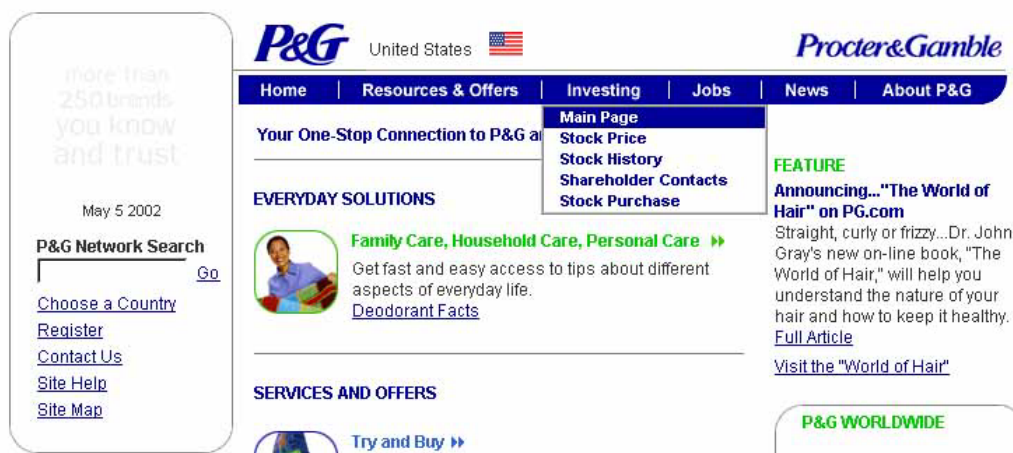 more than
250 brands
you know
and trust
May 5 2002
P&G Network Search
Go
Choose a Country
Register
Contact Us
Site Help
Site Map
P&G United States
Procter&Gamble
Home | Resources & Offers | Investing | Jobs | News | About P&G
Main Page
Stock Price
Stock History
Shareholder Contacts
Stock Purchase
Your One-Stop Connection to P&G
EVERYDAY SOLUTIONS
Family Care, Household Care, Personal Care
Get fast and easy access to tips about different
aspects of everyday life.
Deodorant Facts
SERVICES AND OFFERS
Try and Buy
FEATURE
Announcing..."The World of
Hair" on PG.com
Straight, curly or frizzy...Dr. John
Gray's new on-line book, "The
World of Hair," will help you
understand the nature of your
hair and how to keep it healthy.
Full Article
Visit the "World of Hair"
P&G WORLDWIDE